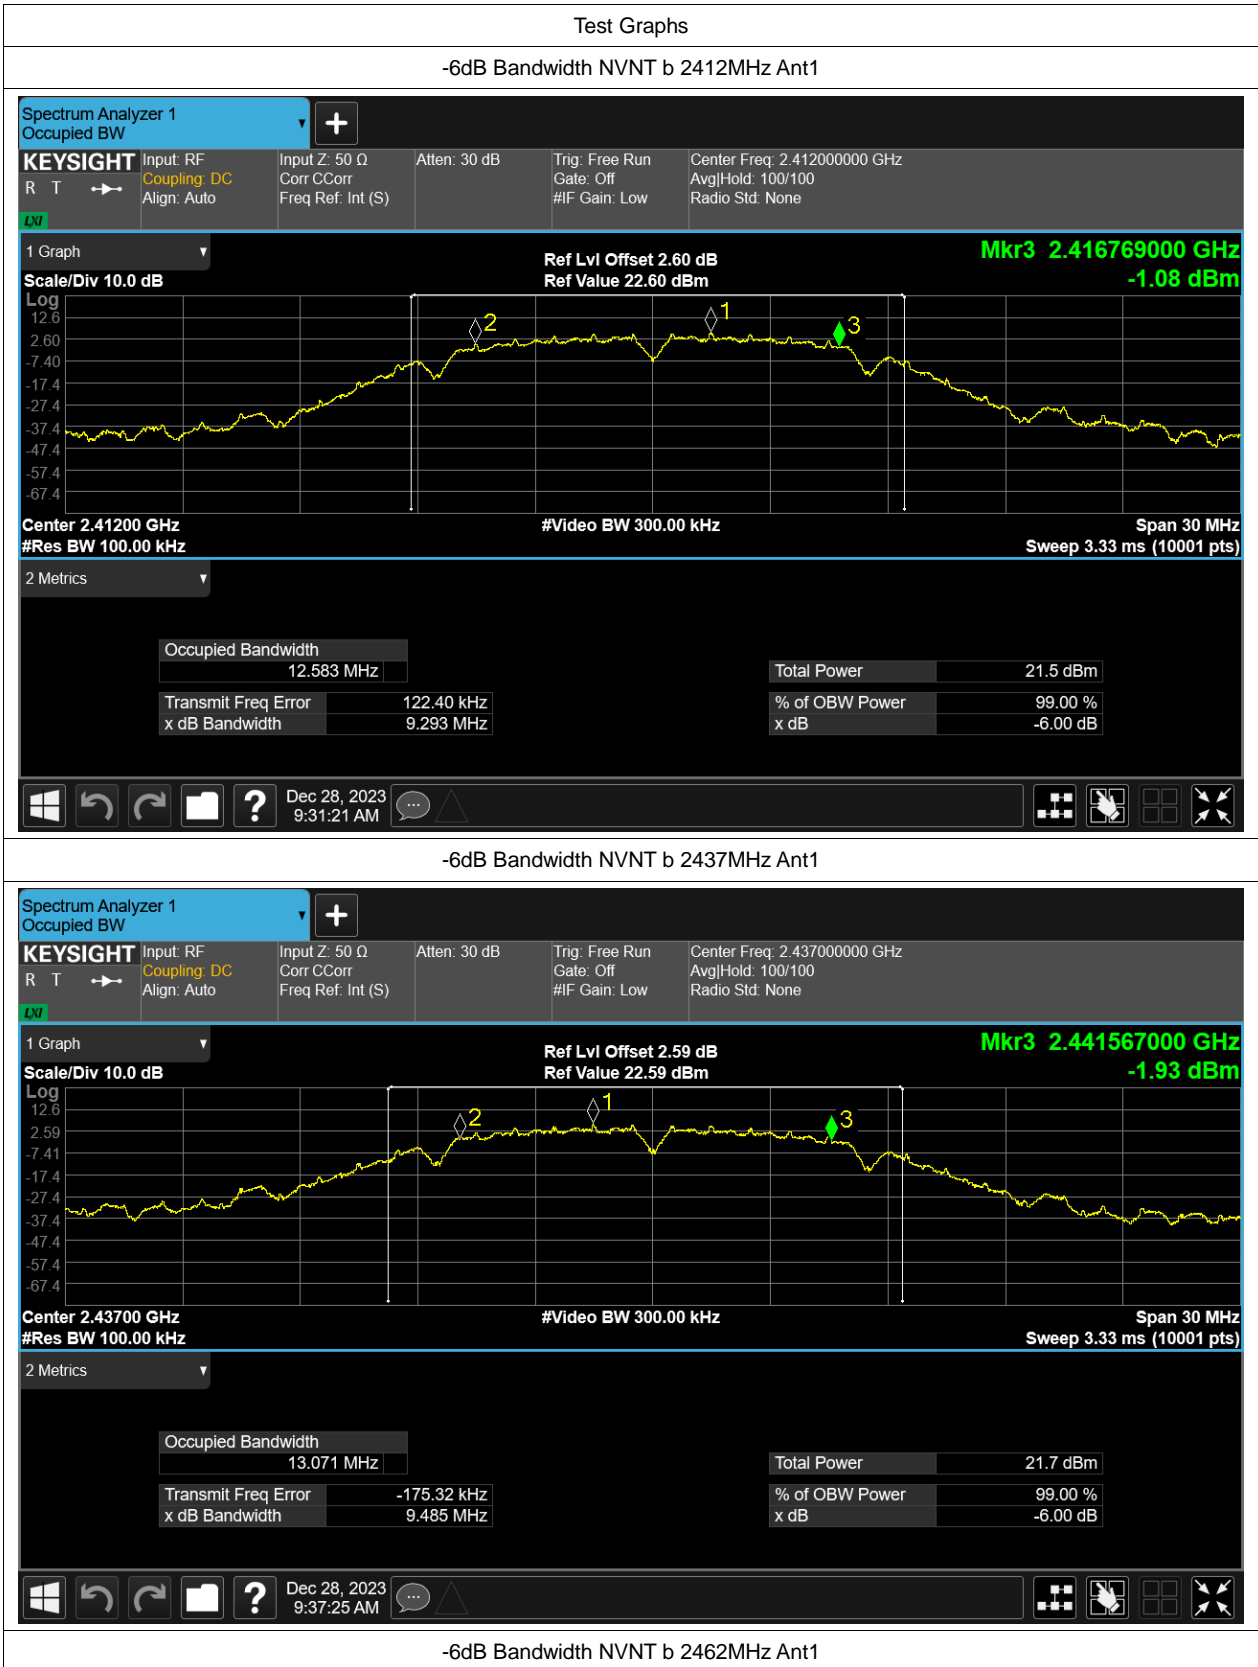 Test Graphs
-6dB Bandwidth NVNT b 2412MHz Ant1
Spectrum Analyzer 1
Occupied BW
KEYSIGHT Input: RF Input Z: 50 Ω Atten: 30 dB Trig: Free Run Center Freq: 2.412000000 GHz
R T Coupling: DC Corr CCorr Gate: Off Avg|Hold: 100/100
Align: Auto Freq Ref: Int (S) #IF Gain: Low Radio Std: None
LXI
1 Graph Ref Lvl Offset 2.60 dB Mkr3 2.416769000 GHz
Scale/Div 10.0 dB Ref Value 22.60 dBm -1.08 dBm
Log
12.6
2.60
-7.40
-17.4
-27.4
-37.4
-47.4
-57.4
-67.4
2 1 3
Center 2.41200 GHz #Video BW 300.00 kHz Span 30 MHz
#Res BW 100.00 kHz Sweep 3.33 ms (10001 pts)
2 Metrics
Occupied Bandwidth
12.583 MHz Total Power 21.5 dBm
Transmit Freq Error 122.40 kHz % of OBW Power 99.00 %
x dB Bandwidth 9.293 MHz x dB -6.00 dB
? Dec 28, 2023
9:31:21 AM
-6dB Bandwidth NVNT b 2437MHz Ant1
Spectrum Analyzer 1
Occupied BW
KEYSIGHT Input: RF Input Z: 50 Ω Atten: 30 dB Trig: Free Run Center Freq: 2.437000000 GHz
R T Coupling: DC Corr CCorr Gate: Off Avg|Hold: 100/100
Align: Auto Freq Ref: Int (S) #IF Gain: Low Radio Std: None
LXI
1 Graph Ref Lvl Offset 2.59 dB Mkr3 2.441567000 GHz
Scale/Div 10.0 dB Ref Value 22.59 dBm -1.93 dBm
Log
12.6
2.59
-7.41
-17.4
-27.4
-37.4
-47.4
-57.4
-67.4
2 1 3
Center 2.43700 GHz #Video BW 300.00 kHz Span 30 MHz
#Res BW 100.00 kHz Sweep 3.33 ms (10001 pts)
2 Metrics
Occupied Bandwidth
13.071 MHz Total Power 21.7 dBm
Transmit Freq Error -175.32 kHz % of OBW Power 99.00 %
x dB Bandwidth 9.485 MHz x dB -6.00 dB
? Dec 28, 2023
9:37:25 AM
-6dB Bandwidth NVNT b 2462MHz Ant1